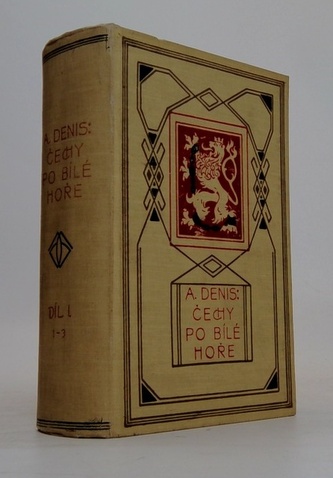 A. DENIS:
ČECHY
PO BÍLÉ
HOŘE
DÍL I.
1-3
A. DENIS:
ČECHY
PO BÍLÉ
HOŘE